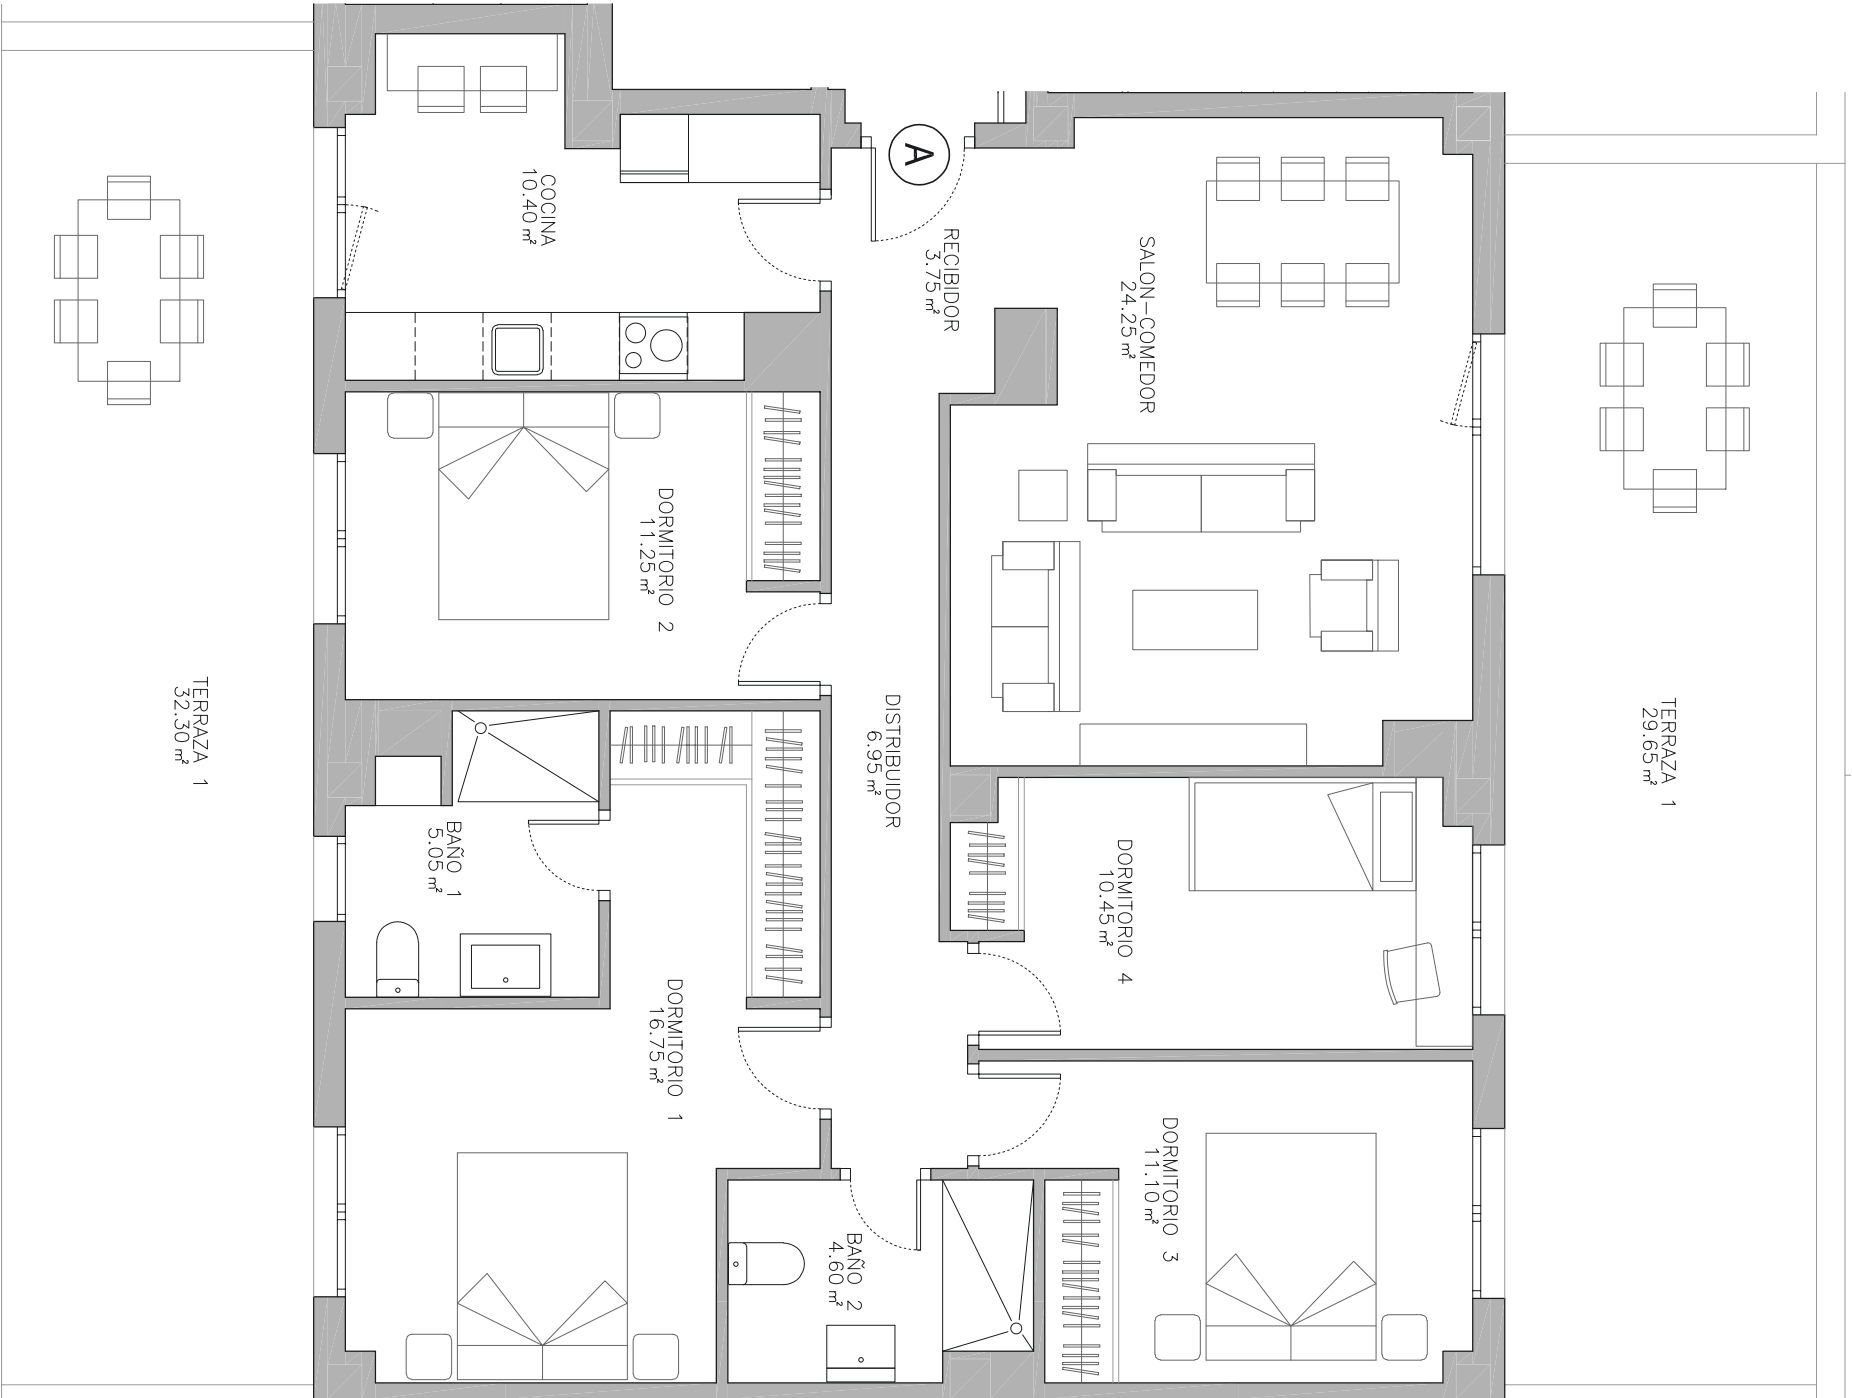 A
COCINA
10.40 m²
RECIBIDOR
3.75 m²
SALON-COMEDOR
24.25 m²
DORMITORIO 2
11.25 m²
TERRAZA 1
32.30 m²
DISTRIBUIDOR
6.95 m²
TERRAZA 1
29.65 m²
BAÑO 1
5.05 m²
DORMITORIO 4
10.45 m²
DORMITORIO 1
16.75 m²
DORMITORIO 3
11.10 m²
BAÑO 2
4.60 m²